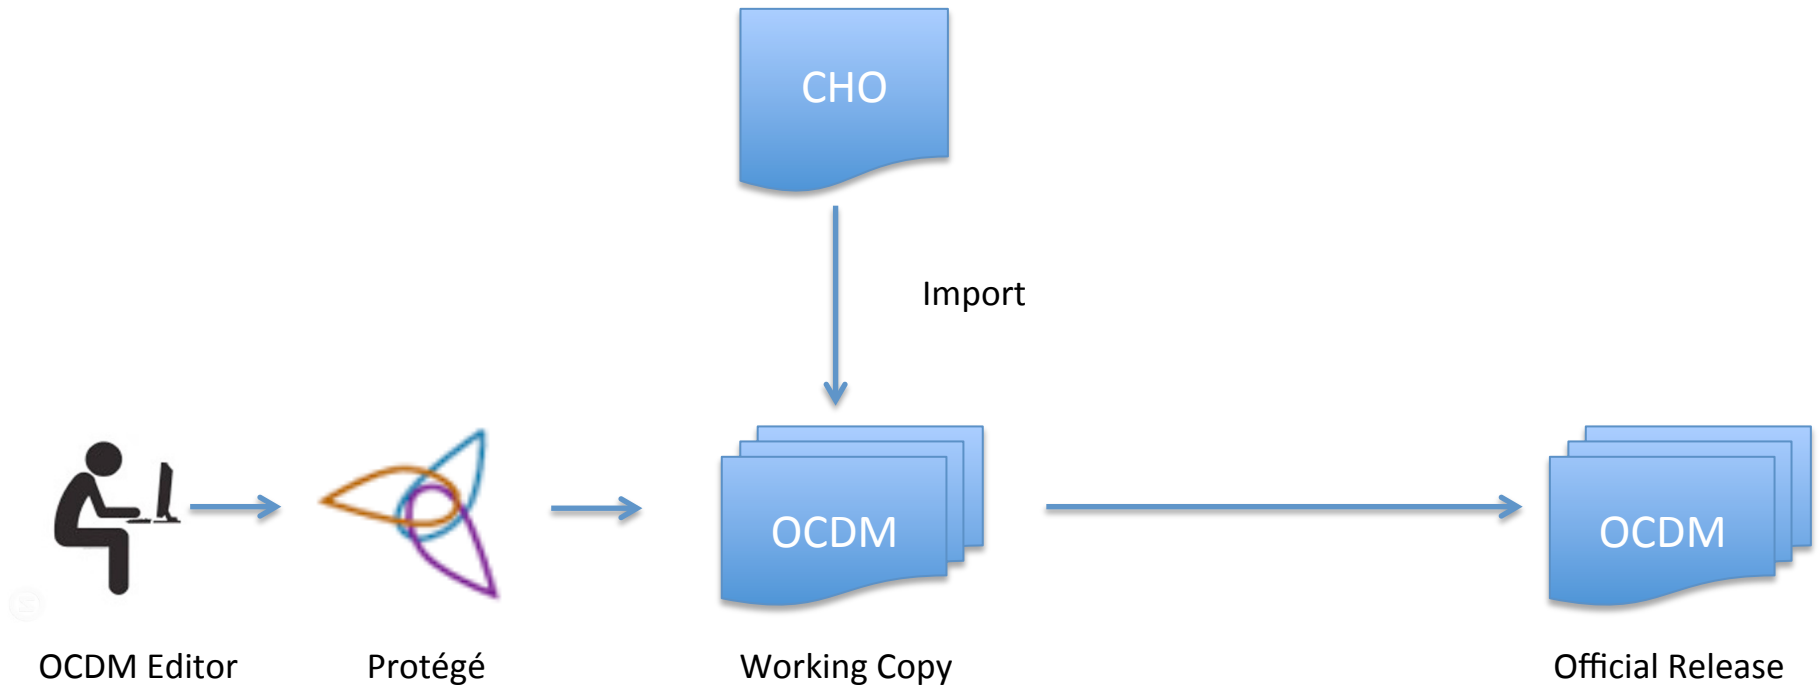 CHO
Import
OCDM
OCDM
OCDM Editor
Protégé
Working Copy
Official Release